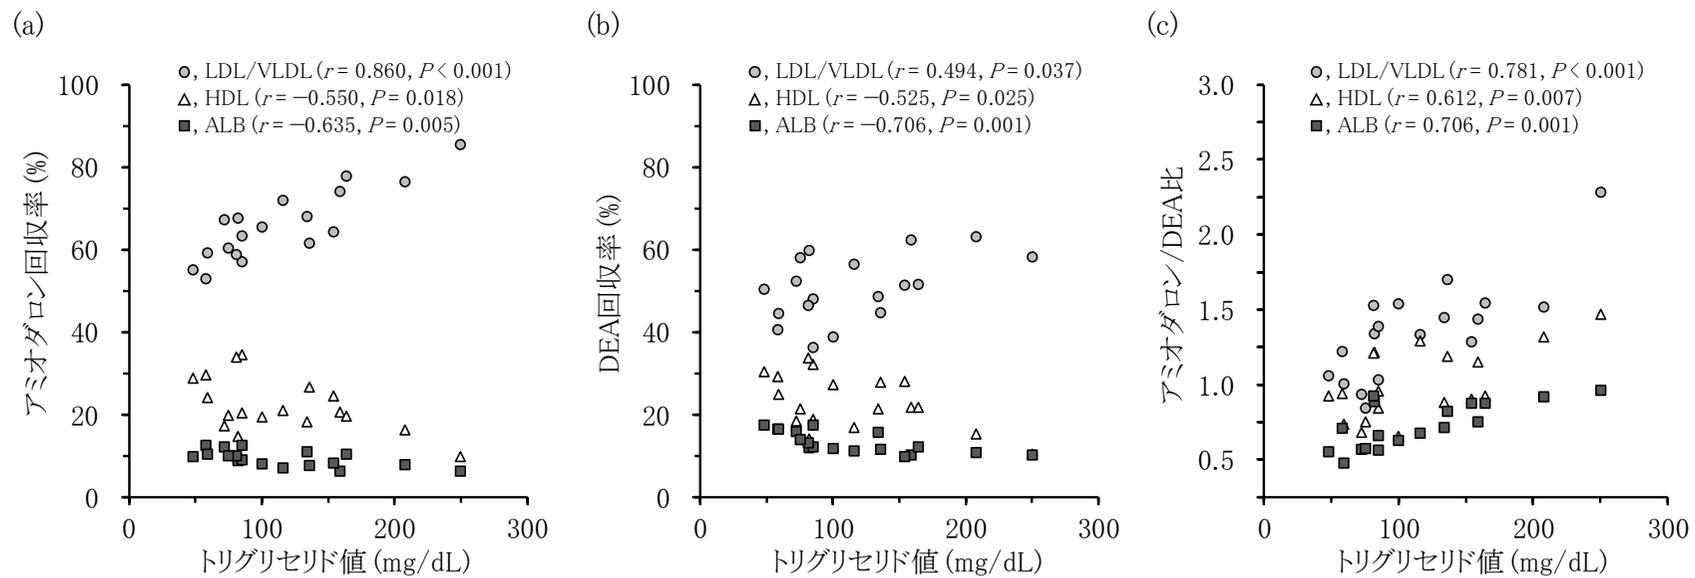 (a)
○, LDL/VLDL (r = 0.860, P < 0.001)
△, HDL (r = −0.550, P = 0.018)
■, ALB (r = −0.635, P = 0.005)
アミオダロン回収率 (%)
100
80
60
40
20
0
0
100
200
300
トリグリセリド値 (mg/dL)
(b)
○, LDL/VLDL (r = 0.494, P = 0.037)
△, HDL (r = −0.525, P = 0.025)
■, ALB (r = −0.706, P = 0.001)
DEA回収率 (%)
100
80
60
40
20
0
0
100
200
300
トリグリセリド値 (mg/dL)
(c)
○, LDL/VLDL (r = 0.781, P < 0.001)
△, HDL (r = 0.612, P = 0.007)
■, ALB (r = 0.706, P = 0.001)
アミオダロン/DEA比
3.0
2.5
2.0
1.5
1.0
0.5
0
100
200
300
トリグリセリド値 (mg/dL)